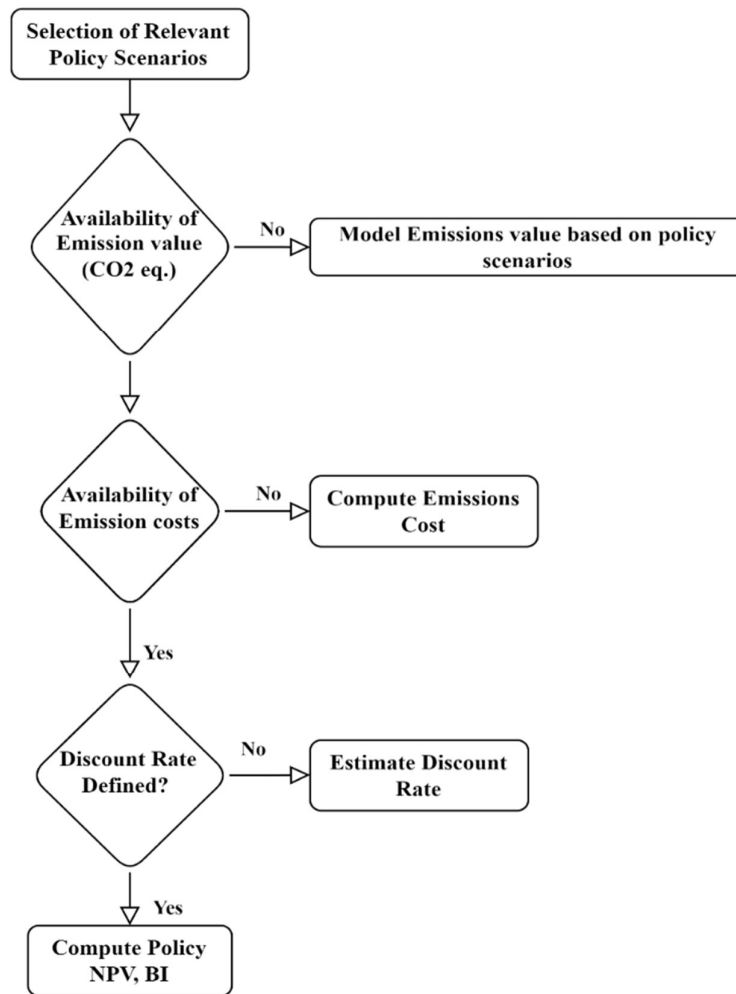 Selection of Relevant
Policy Scenarios
Availability of
Emission value
(CO2 eq.)
No
Model Emissions value based on policy
scenarios
Availability of
Emission costs
No
Compute Emissions
Cost
Yes
Discount Rate
Defined?
No
Estimate Discount
Rate
Yes
Compute Policy
NPV, BI